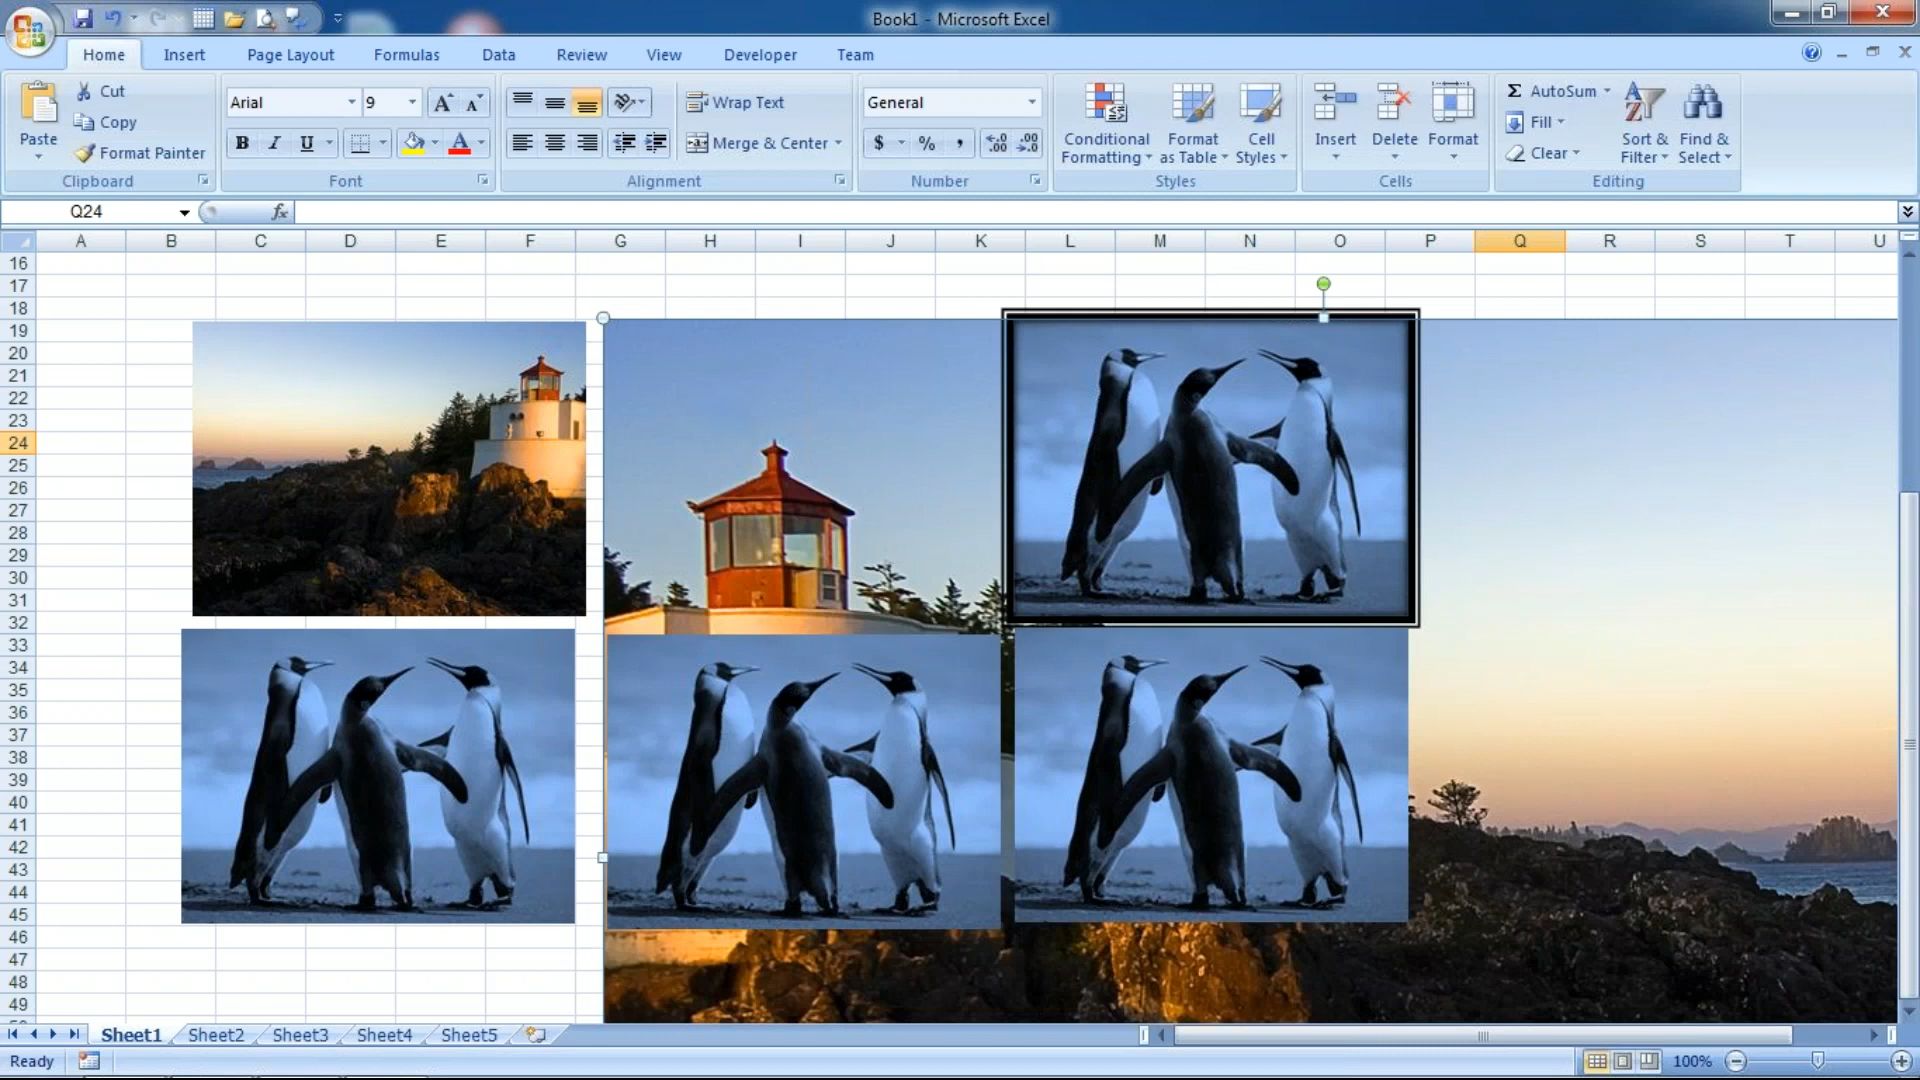 Book1 - Microsoft Excel
Home Insert Page Layout Formulas Data Review View Developer Team
Paste
Cut
Copy
Format Painter
Clipboard
Arial 9
B I U
Font
Wrap Text
Merge & Center
Alignment
General
$ % ,
Number
Conditional Formatting
Format as Table
Cell Styles
Styles
Insert Delete Format
Cells
AutoSum
Fill
Clear
Sort & Filter
Find & Select
Editing
Q24 fx
A B C D E F G H I J K L M N O P Q R S T U
16
17
18
19
20
21
22
23
24
25
26
27
28
29
30
31
32
33
34
35
36
37
38
39
40
41
42
43
44
45
46
47
48
49
Sheet1 Sheet2 Sheet3 Sheet4 Sheet5
Ready 100%